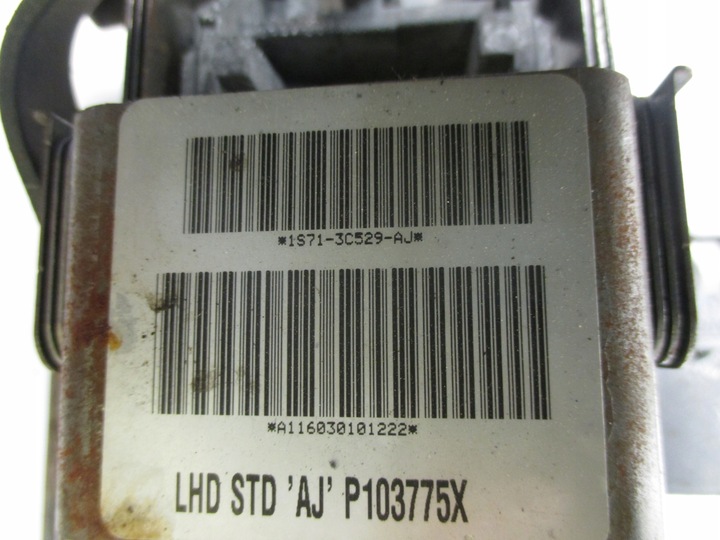 *1S71-3C529-AJ*
*A116030101222*
LHD STD 'AJ' P103775X